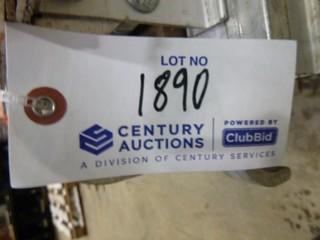 LOT NO
1890
CENTURY AUCTIONS
POWERED BY
ClubBid
A DIVISION OF CENTURY SERVICES